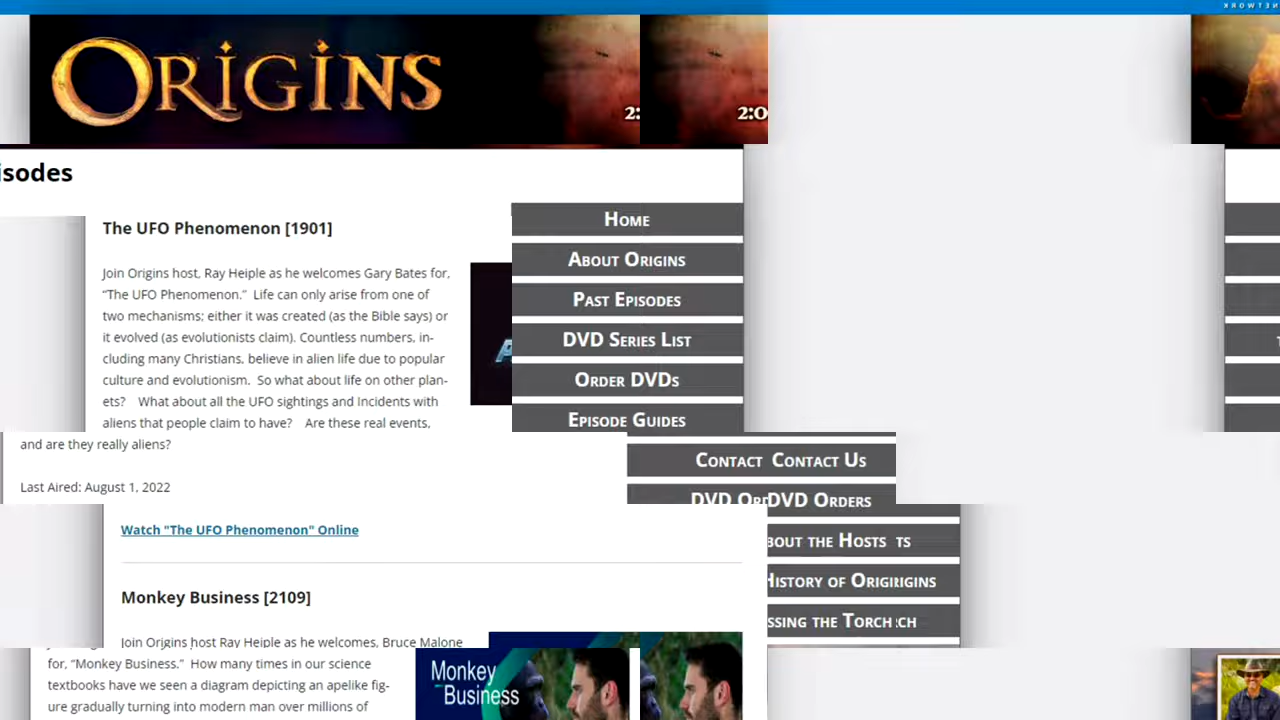 ORIGINS
2:
2:0
isodes
The UFO Phenomenon [1901]
Join Origins host, Ray Heiple as he welcomes Gary Bates for,
“The UFO Phenomenon.” Life can only arise from one of
two mechanisms; either it was created (as the Bible says) or
it evolved (as evolutionists claim). Countless numbers, in-
cluding many Christians, believe in alien life due to popular
culture and evolutionism. So what about life on other plan-
ets? What about all the UFO sightings and Incidents with
aliens that people claim to have? Are these real events,
and are they really aliens?
Last Aired: August 1, 2022
Watch "The UFO Phenomenon" Online
Monkey Business [2109]
Join Origins host Ray Heiple as he welcomes, Bruce Malone
for, “Monkey Business.” How many times in our science
textbooks have we seen a diagram depicting an apelike fig-
ure gradually turning into modern man over millions of
Monkey
Business
Home
About Origins
Past Episodes
DVD Series List
Order DVDs
Episode Guides
Contact Contact Us
DVD Or DVD Orders
bout the Hosts ts
History of Origi igins
ssing the Torch ch